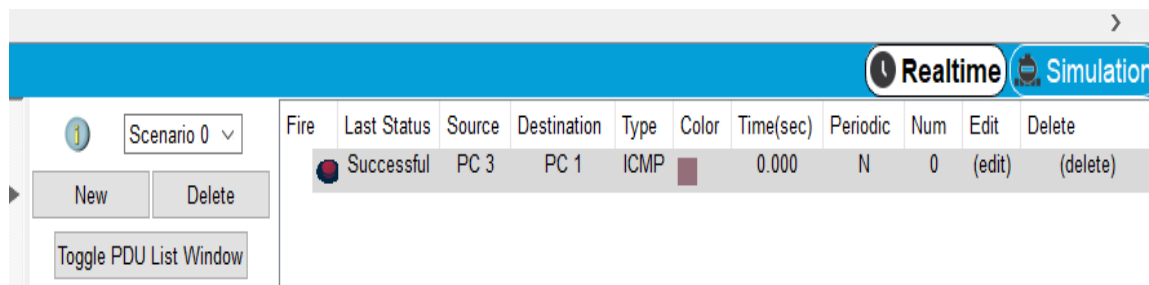 Realtime Simulation
Scenario 0
Fire Last Status Source Destination Type Color Time(sec) Periodic Num Edit Delete
Successful PC 3 PC 1 ICMP 0.000 N 0 (edit) (delete)
New Delete
Toggle PDU List Window